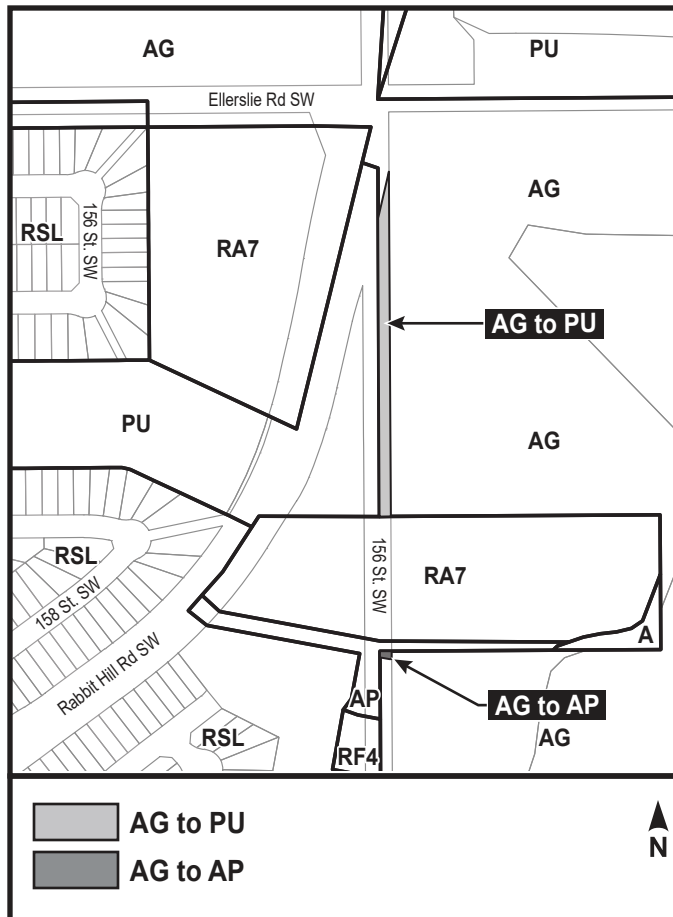 AG
PU
Ellerslie Rd SW
AG
RSL
156 St. SW
RA7
AG to PU
PU
AG
RSL
156 St. SW
RA7
158 St. SW
A
Rabbit Hill Rd SW
AP
AG to AP
RSL
AG
RF4
AG to PU
AG to AP
N